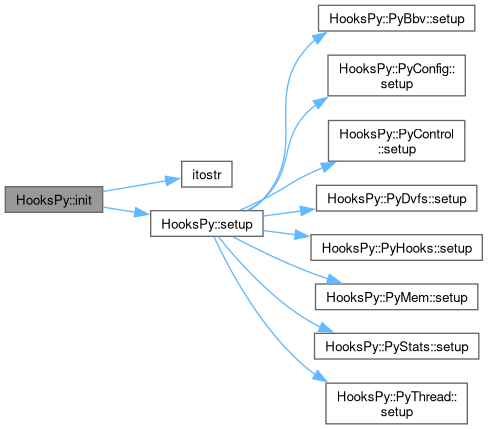 HooksPy::init
itostr
HooksPy::setup
HooksPy::PyBbv::setup
HooksPy::PyConfig::
setup
HooksPy::PyControl
::setup
HooksPy::PyDvfs::setup
HooksPy::PyHooks::setup
HooksPy::PyMem::setup
HooksPy::PyStats::setup
HooksPy::PyThread::
setup